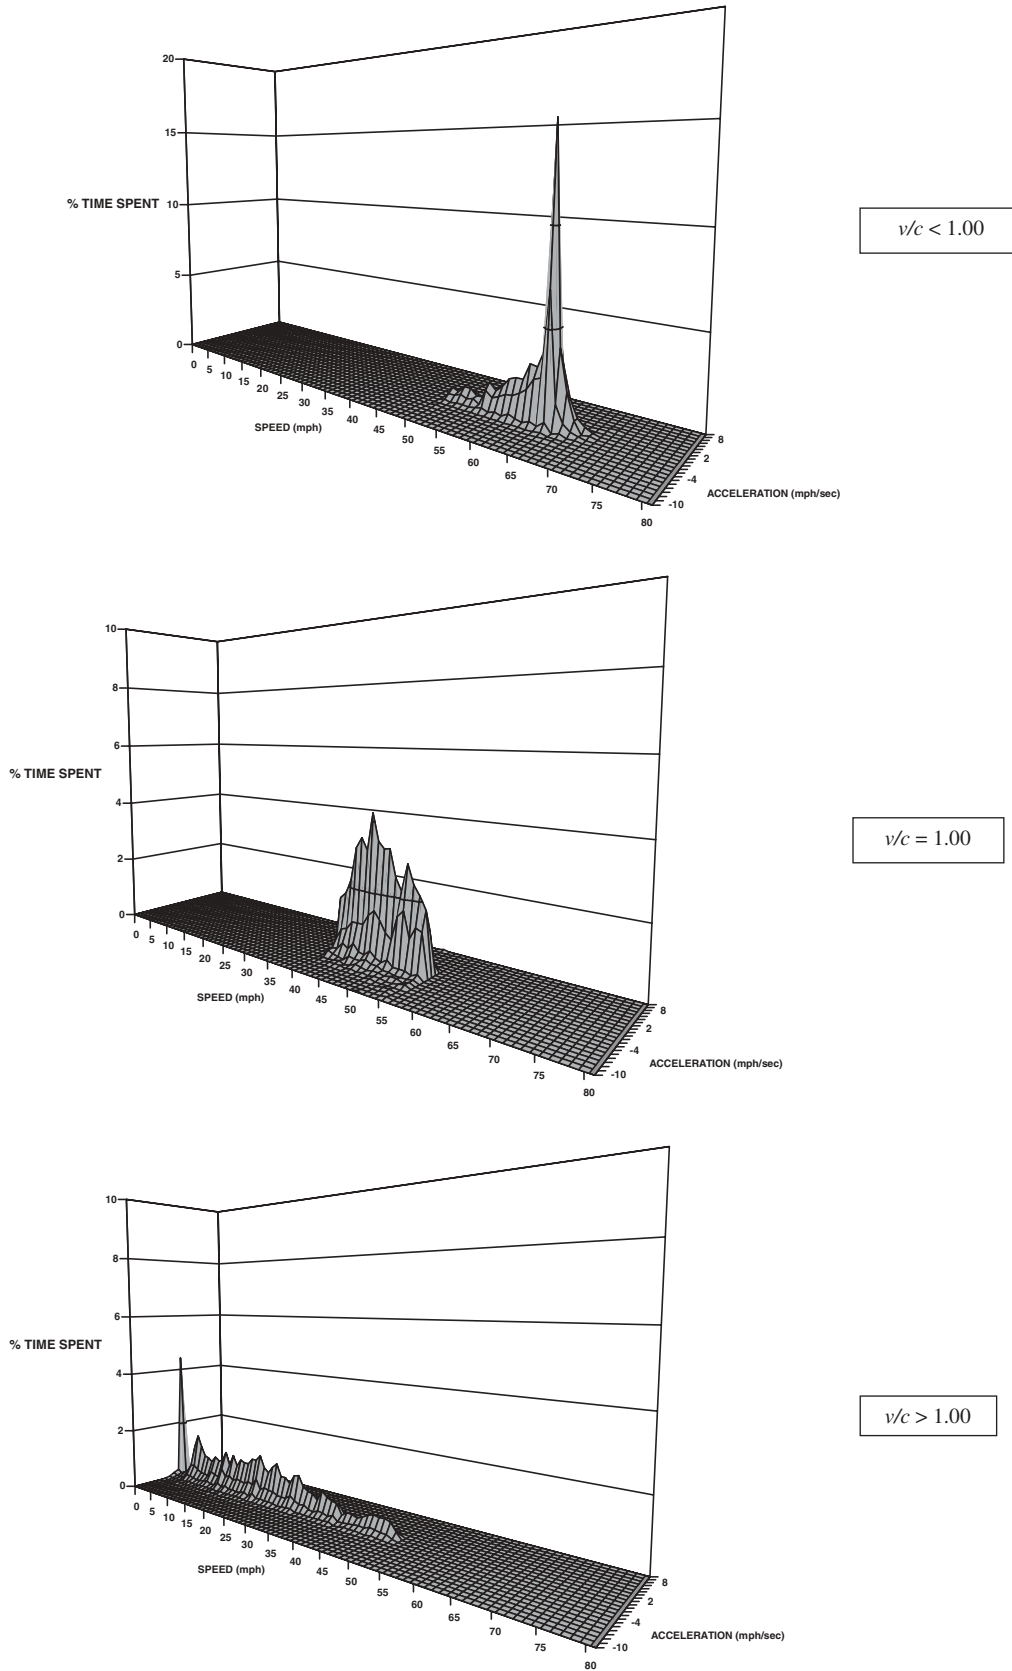 20
15
% TIME SPENT 10
5
0
0 5 10 15 20 25 30 35 40 45 50 55 60 65 70 75 80
SPEED (mph)
8
2
-4
-10
ACCELERATION (mph/sec)
v/c < 1.00
10
8
6
% TIME SPENT
4
2
0
0 5 10 15 20 25 30 35 40 45 50 55 60 65 70 75 80
SPEED (mph)
8
2
-4
-10
ACCELERATION (mph/sec)
v/c = 1.00
10
8
6
% TIME SPENT
4
2
0
0 5 10 15 20 25 30 35 40 45 50 55 60 65 70 75 80
SPEED (mph)
8
2
-4
-10
ACCELERATION (mph/sec)
v/c > 1.00